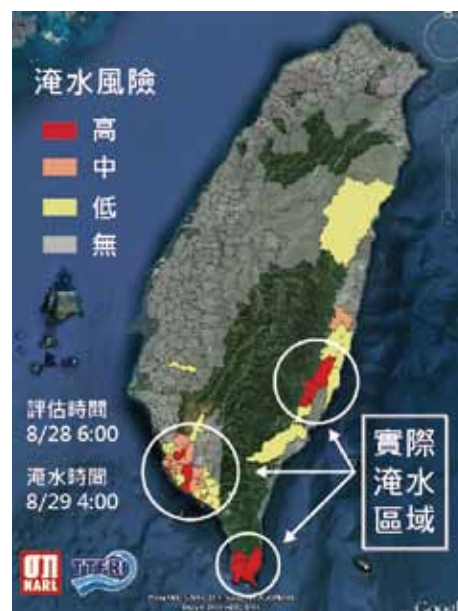 淹水風險
高
中
低
無
評估時間
8/28 6:00
淹水時間
8/29 4:00
實際
淹水
區域
NARL
TTFRI